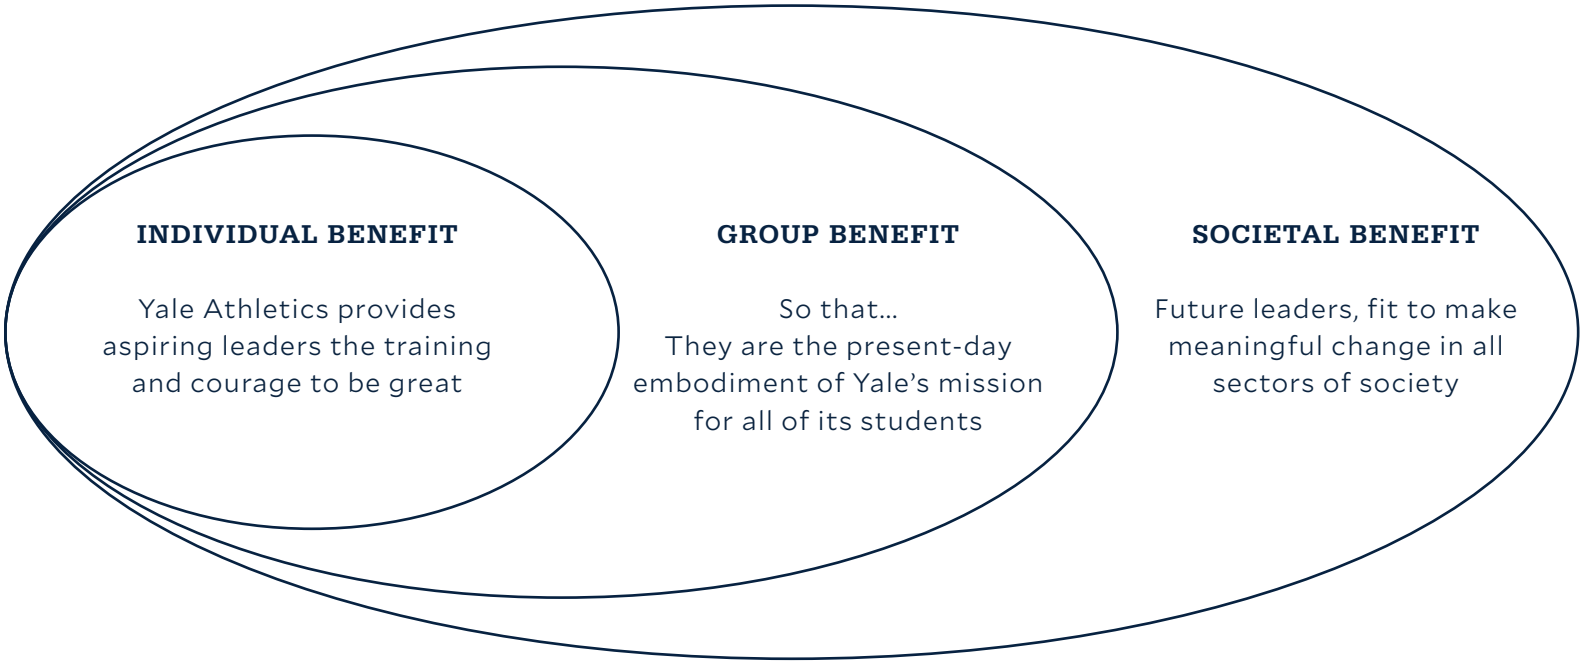 INDIVIDUAL BENEFIT
Yale Athletics provides
aspiring leaders the training
and courage to be great
GROUP BENEFIT
So that...
They are the present-day
embodiment of Yale’s mission
for all of its students
SOCIETAL BENEFIT
Future leaders, fit to make
meaningful change in all
sectors of society